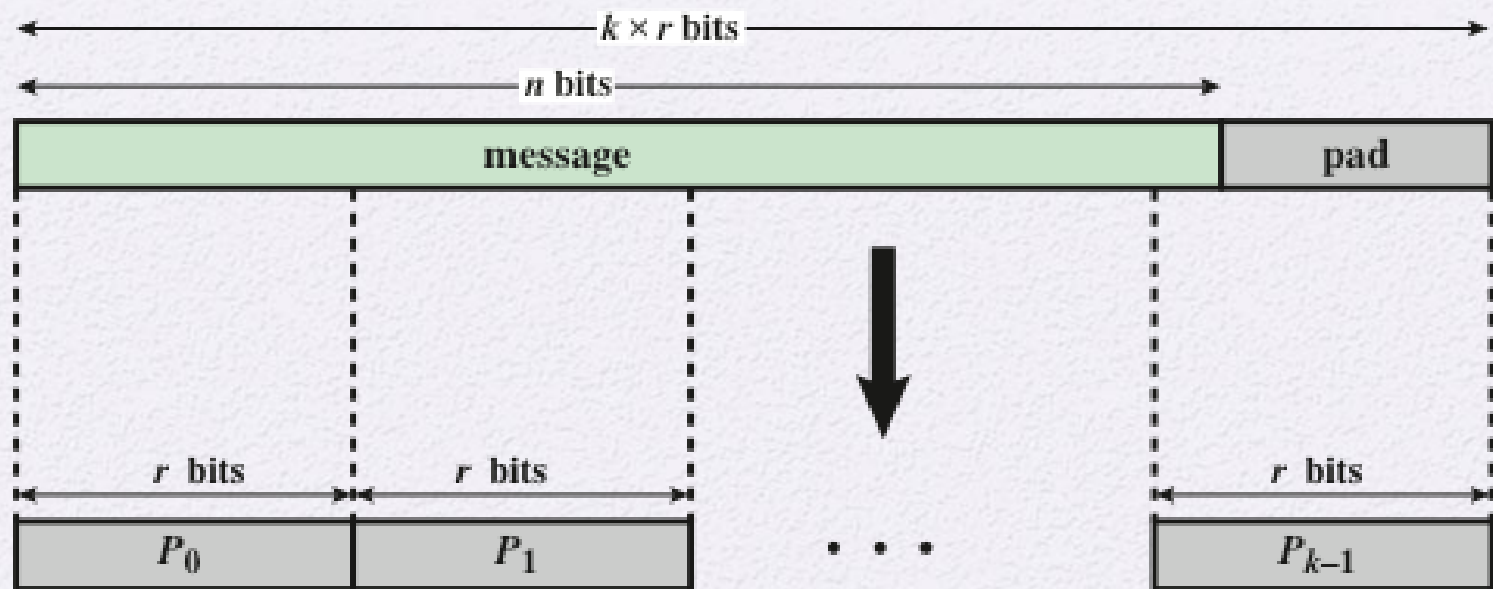 k × r bits
n bits
message pad
r bits r bits r bits
P₀ P₁ . . . Pₖ₋₁